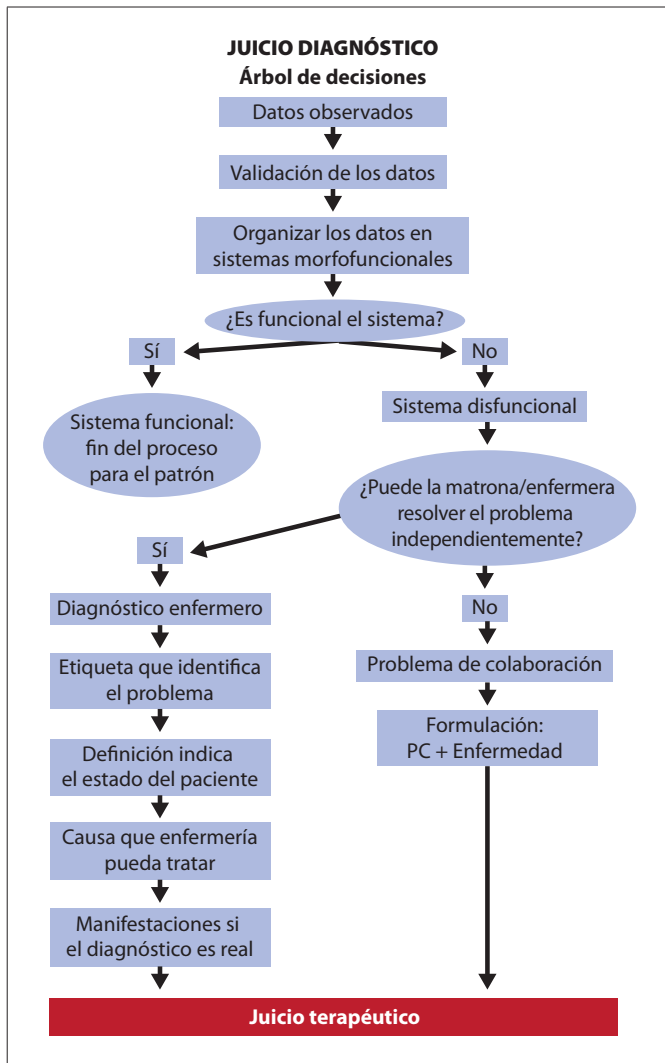 JUICIO DIAGNÓSTICO
Árbol de decisiones
Datos observados
Validación de los datos
Organizar los datos en
sistemas morfofuncionales
¿Es funcional el sistema?
Sí
No
Sistema funcional:
fin del proceso
para el patrón
Sistema disfuncional
¿Puede la matrona/enfermera
resolver el problema
independientemente?
Sí
Diagnóstico enfermero
Etiqueta que identifica
el problema
Definición indica
el estado del paciente
Causa que enfermería
pueda tratar
Manifestaciones si
el diagnóstico es real
No
Problema de colaboración
Formulación:
PC + Enfermedad
Juicio terapéutico